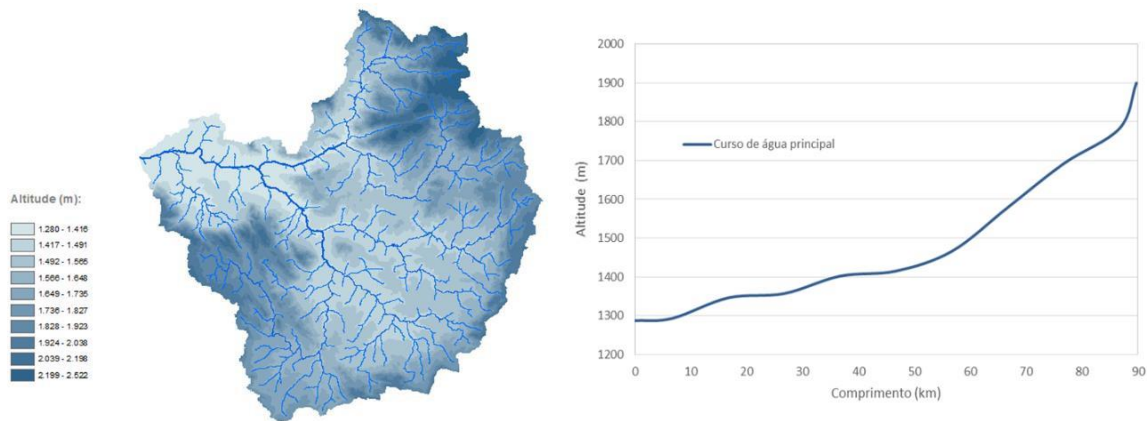 Altitude (m):
1.280 - 1.416
1.417 - 1.491
1.492 - 1.565
1.566 - 1.648
1.649 - 1.735
1.736 - 1.827
1.828 - 1.923
1.924 - 2.038
2.039 - 2.198
2.199 - 2.522
2000
1900
1800
1700
1600
1500
1400
1300
1200
Altitude (m)
Curso de água principal
0 10 20 30 40 50 60 70 80 90
Comprimento (km)